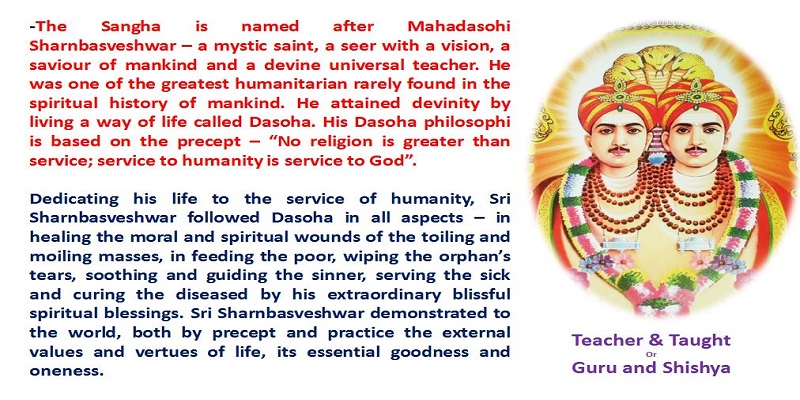 -The Sangha is named after Mahadasohi
Sharnbasveshwar – a mystic saint, a seer with a vision, a
saviour of mankind and a devine universal teacher. He
was one of the greatest humanitarian rarely found in the
spiritual history of mankind. He attained devinity by
living a way of life called Dasoha. His Dasoha philosophi
is based on the precept – “No religion is greater than
service; service to humanity is service to God”.
Dedicating his life to the service of humanity, Sri
Sharnbasveshwar followed Dasoha in all aspects – in
healing the moral and spiritual wounds of the toiling and
moiling masses, in feeding the poor, wiping the orphan’s
tears, soothing and guiding the sinner, serving the sick
and curing the diseased by his extraordinary blissful
spiritual blessings. Sri Sharnbasveshwar demonstrated to
the world, both by precept and practice the external
values and vertues of life, its essential goodness and
oneness.
Teacher & Taught
Or
Guru and Shishya